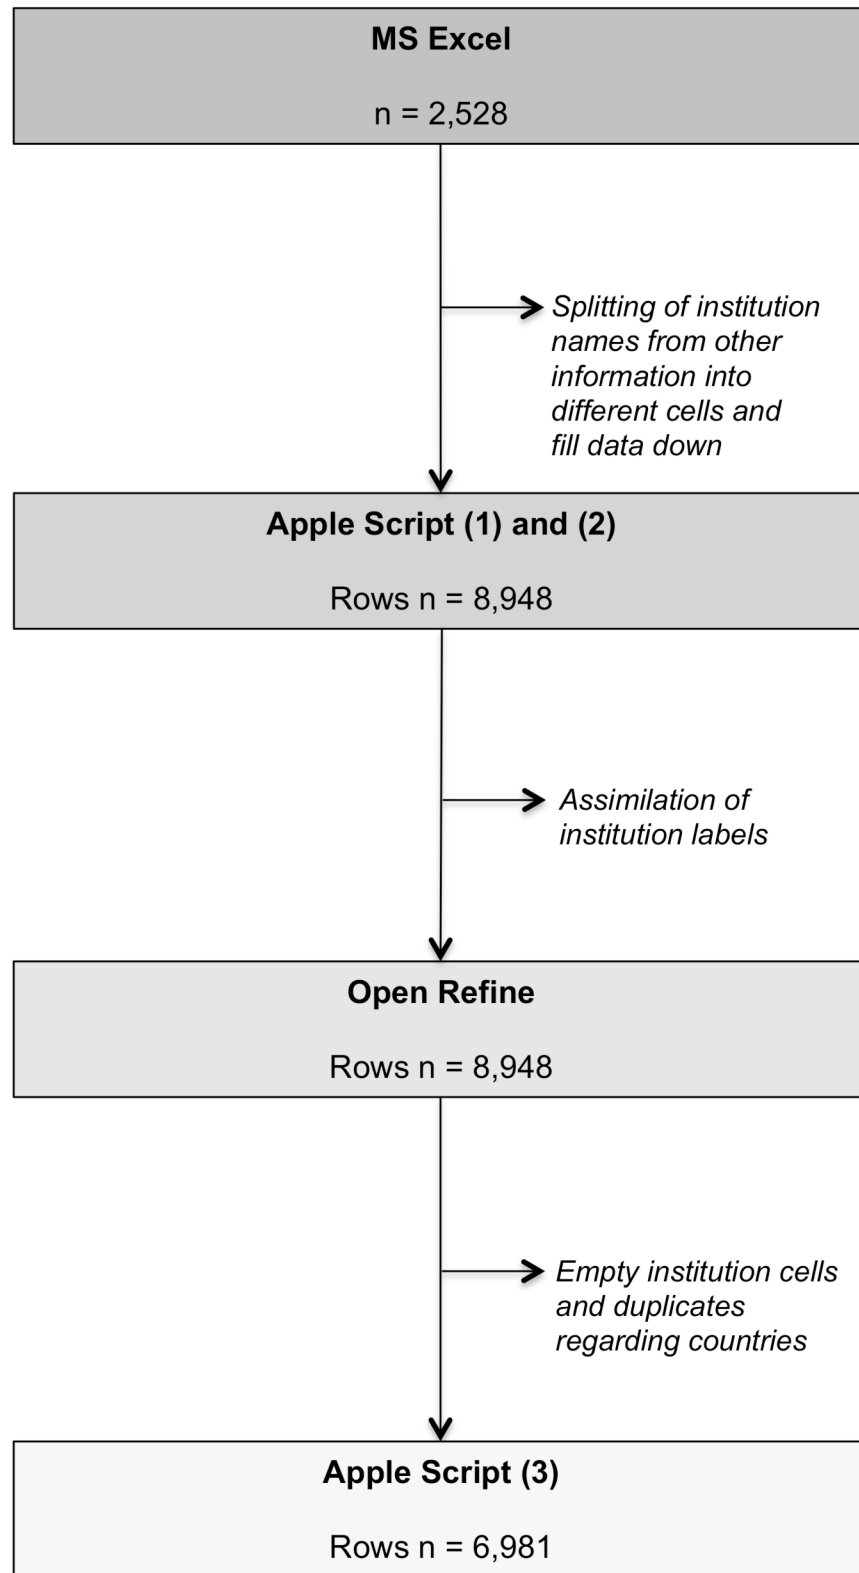 MS Excel
n = 2,528
Splitting of institution
names from other
information into
different cells and
fill data down
Apple Script (1) and (2)
Rows n = 8,948
Assimilation of
institution labels
Open Refine
Rows n = 8,948
Empty institution cells
and duplicates
regarding countries
Apple Script (3)
Rows n = 6,981